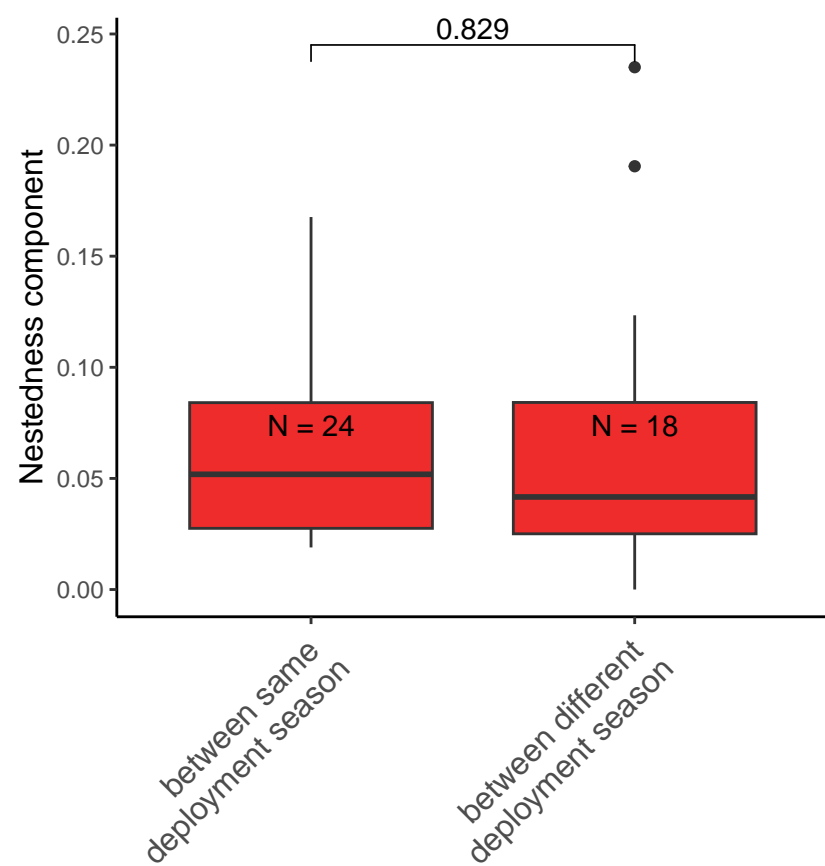 0.829
0.25
0.20
0.15
0.10
0.05
0.00
Nestedness component
N = 24
N = 18
between same
deployment season
between different
deployment season